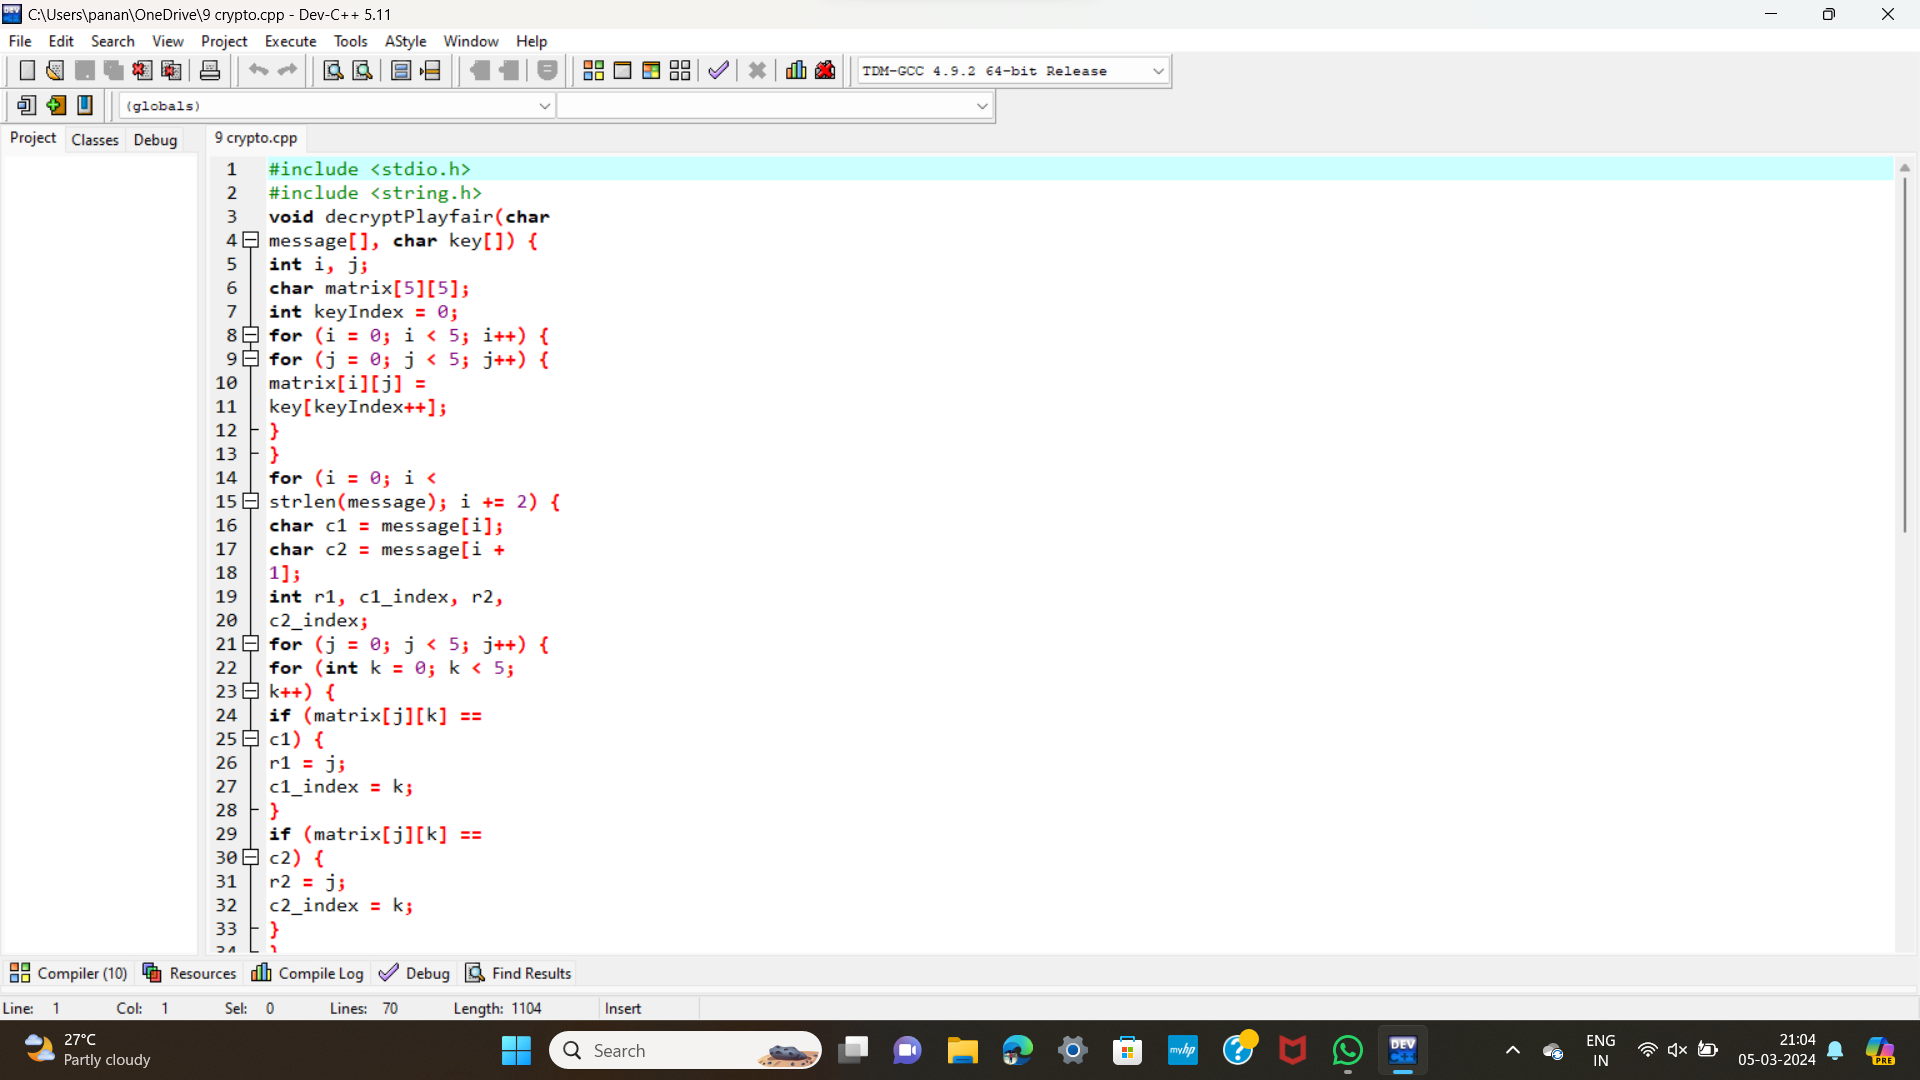 C:\Users\panan\OneDrive\9 crypto.cpp - Dev-C++ 5.11
File Edit Search View Project Execute Tools AStyle Window Help
TDM-GCC 4.9.2 64-bit Release
(globals)
Project Classes Debug
9 crypto.cpp
1 #include <stdio.h>
2 #include <string.h>
3 void decryptPlayfair(char
4 message[], char key[]) {
5 int i, j;
6 char matrix[5][5];
7 int keyIndex = 0;
8 for (i = 0; i < 5; i++) {
9 for (j = 0; j < 5; j++) {
10 matrix[i][j] =
11 key[keyIndex++];
12 }
13 }
14 for (i = 0; i <
15 strlen(message); i += 2) {
16 char c1 = message[i];
17 char c2 = message[i +
18 1];
19 int r1, c1_index, r2,
20 c2_index;
21 for (j = 0; j < 5; j++) {
22 for (int k = 0; k < 5;
23 k++) {
24 if (matrix[j][k] ==
25 c1) {
26 r1 = j;
27 c1_index = k;
28 }
29 if (matrix[j][k] ==
30 c2) {
31 r2 = j;
32 c2_index = k;
33 }
34 }
Compiler (10) Resources Compile Log Debug Find Results
Line: 1 Col: 1 Sel: 0 Lines: 70 Length: 1104 Insert
27°C
Partly cloudy
Search
myhp
DEV
C++
ENG
IN
21:04
05-03-2024
PRE